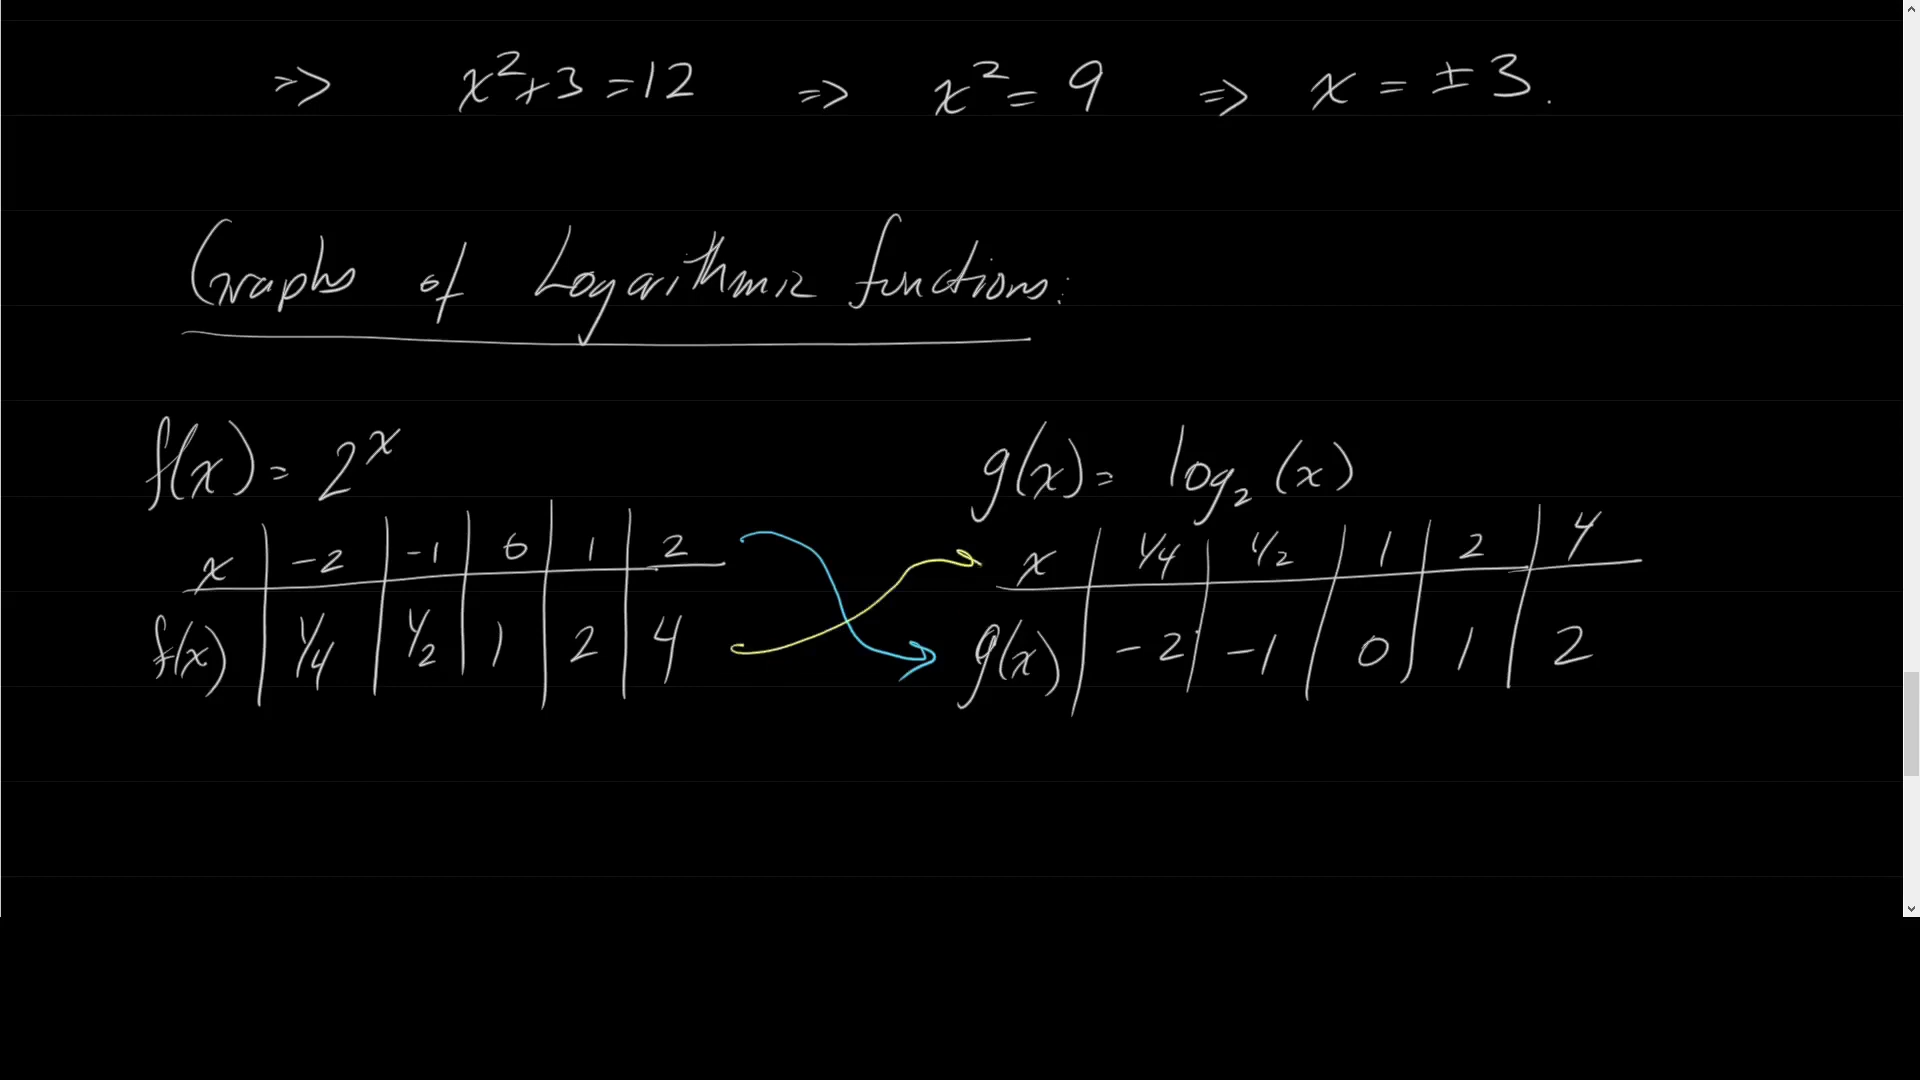 => x²+3=12 => x²=9 => x=±3.
Graphs of Logarithmic functions:
f(x)=2ˣ g(x)=log₂(x)
x | -2 | -1 | 0 | 1 | 2 x | 1/4 | 1/2 | 1 | 2 | 4
f(x) | 1/4 | 1/2 | 1 | 2 | 4 g(x) | -2 | -1 | 0 | 1 | 2